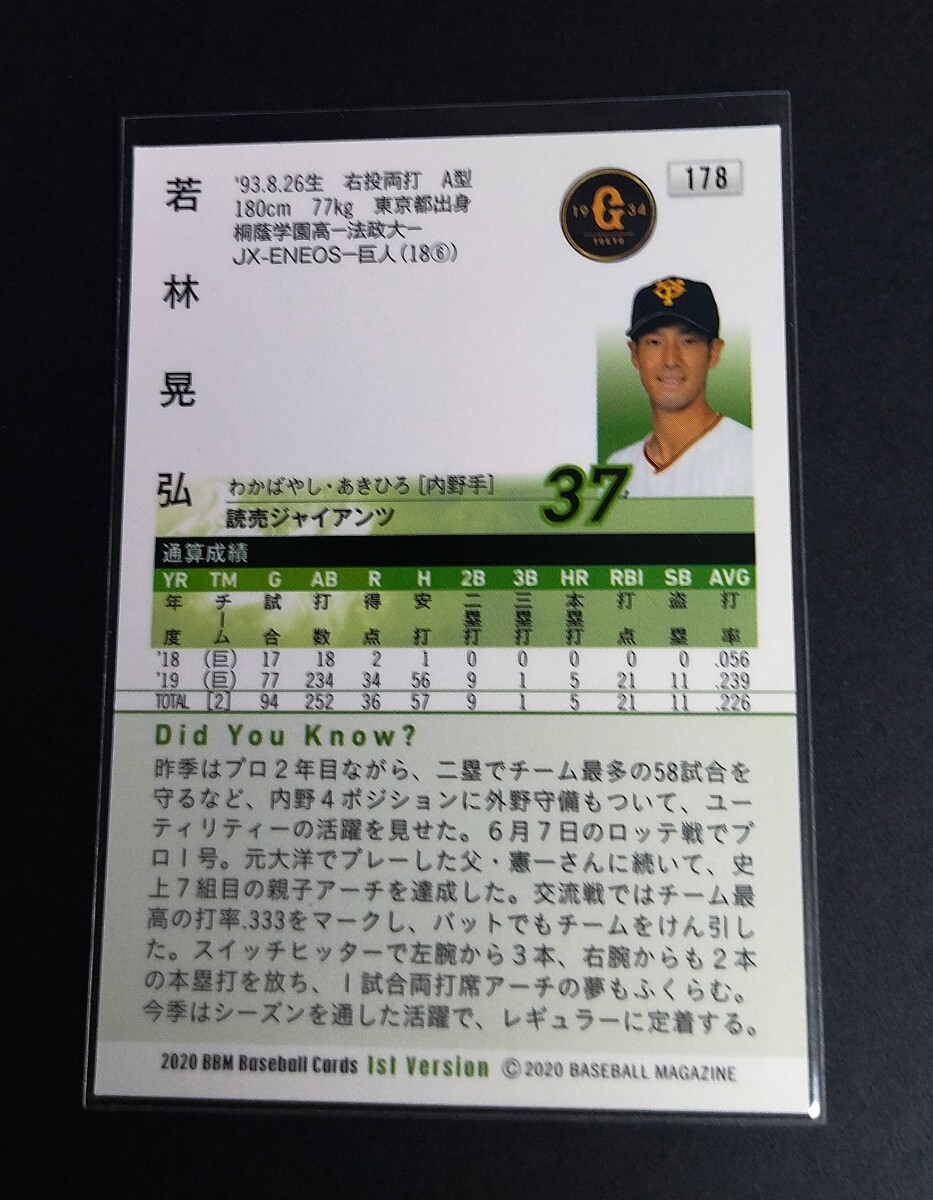 若林晃弘
'93.8.26生 右投両打 A型
180cm 77kg 東京都出身
桐蔭学園高ー法政大ー
JX-ENEOSー巨人(18⑥)
19 G 34
TOKYO
178
YG
わかばやし・あきひろ [内野手]
37
読売ジャイアンツ
通算成績
YR TM G AB R H 2B 3B HR RBI SB AVG
年度 チーム 試合 打数 得点 安打 二塁打 三塁打 本塁打 打点 盗塁 打率
'18 (巨) 17 18 2 1 0 0 0 0 0 .056
'19 (巨) 77 234 34 56 9 1 5 21 11 .239
TOTAL [2] 94 252 36 57 9 1 5 21 11 .226
Did You Know?
昨季はプロ2年目ながら、二塁でチーム最多の58試合を
守るなど、内野4ポジションに外野守備もついて、ユー
ティリティーの活躍を見せた。6月7日のロッテ戦でプ
ロ1号。元大洋でプレーした父・憲一さんに続いて、史
上7組目の親子アーチを達成した。交流戦ではチーム最
高の打率.333をマークし、バットでもチームをけん引し
た。スイッチヒッターで左腕から3本、右腕からも2本
の本塁打を放ち、1試合両打席アーチの夢もふくらむ。
今季はシーズンを通した活躍で、レギュラーに定着する。
2020 BBM Baseball Cards 1st Version ©2020 BASEBALL MAGAZINE